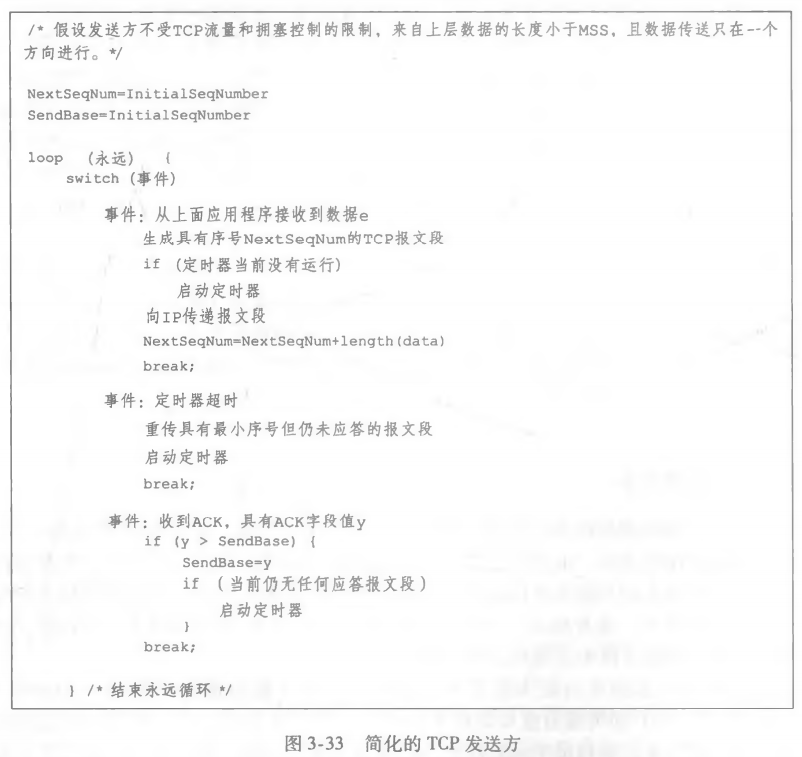 /* 假设发送方不受TCP流量和拥塞控制的限制，来自上层数据的长度小于MSS，且数据传送只在--个
方向进行。*/
NextSeqNum=InitialSeqNumber
SendBase=InitialSeqNumber
loop （永远） {
switch（事件）
事件：从上面应用程序接收到数据e
生成具有序号NextSeqNum的TCP报文段
if （定时器当前没有运行）
启动定时器
向IP传递报文段
NextSeqNum=NextSeqNum+length(data)
break;
事件：定时器超时
重传具有最小序号但仍未应答的报文段
启动定时器
break;
事件：收到ACK，具有ACK字段值y
if (y > SendBase) {
SendBase=y
if （当前仍无任何应答报文段）
启动定时器
}
break;
} /* 结束永远循环 */
图 3-33 简化的 TCP 发送方